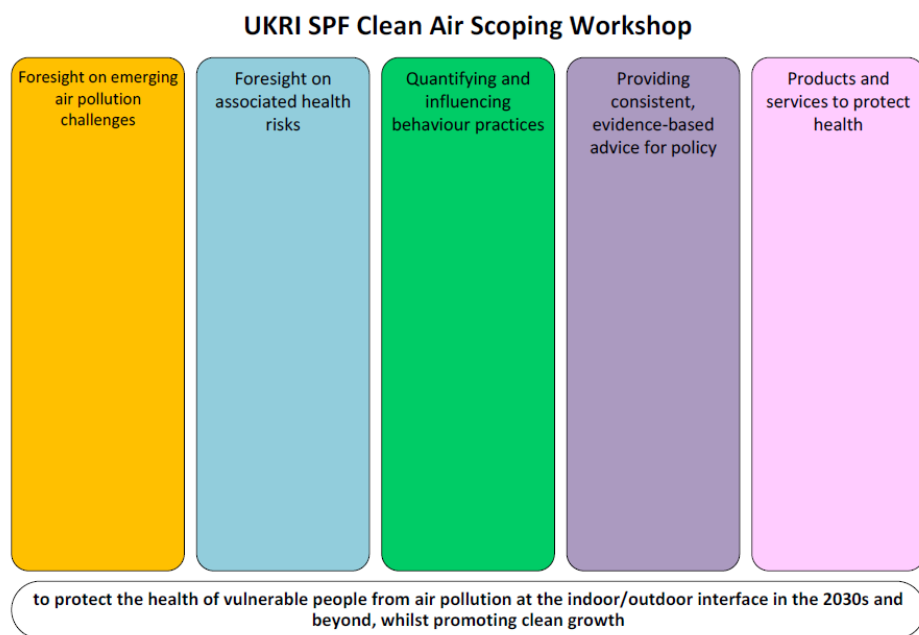 UKRI SPF Clean Air Scoping Workshop
Foresight on emerging
air pollution
challenges
Foresight on
associated health
risks
Quantifying and
influencing
behaviour practices
Providing
consistent,
evidence-based
advice for policy
Products and
services to protect
health
to protect the health of vulnerable people from air pollution at the indoor/outdoor interface in the 2030s and
beyond, whilst promoting clean growth